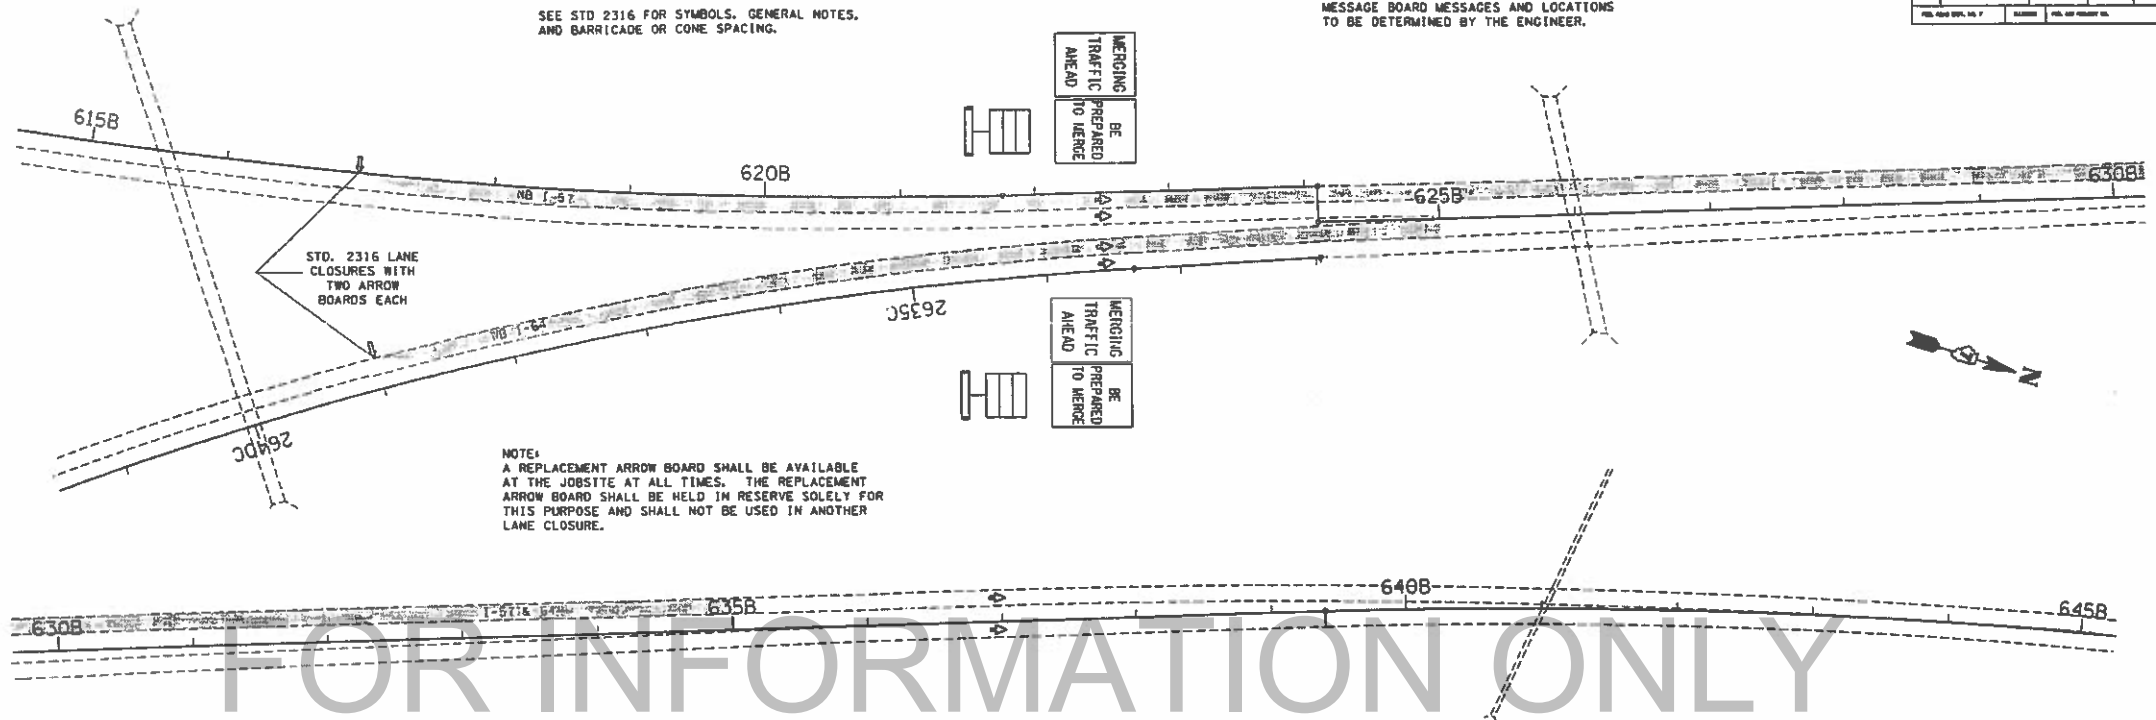 SEE STD 2316 FOR SYMBOLS, GENERAL NOTES,
AND BARRICADE OR CONE SPACING.
MESSAGE BOARD MESSAGES AND LOCATIONS
TO BE DETERMINED BY THE ENGINEER.
MERGING
TRAFFIC
AHEAD
BE
PREPARED
TO MERGE
615B
620B
625B
630B
NB I-57
STD. 2316 LANE
CLOSURES WITH
TWO ARROW
BOARDS EACH
2635C
2640C
MERGING
TRAFFIC
AHEAD
BE
PREPARED
TO MERGE
N
NOTE:
A REPLACEMENT ARROW BOARD SHALL BE AVAILABLE
AT THE JOBSITE AT ALL TIMES. THE REPLACEMENT
ARROW BOARD SHALL BE HELD IN RESERVE SOLELY FOR
THIS PURPOSE AND SHALL NOT BE USED IN ANOTHER
LANE CLOSURE.
630B
635B
640B
645B
FOR INFORMATION ONLY